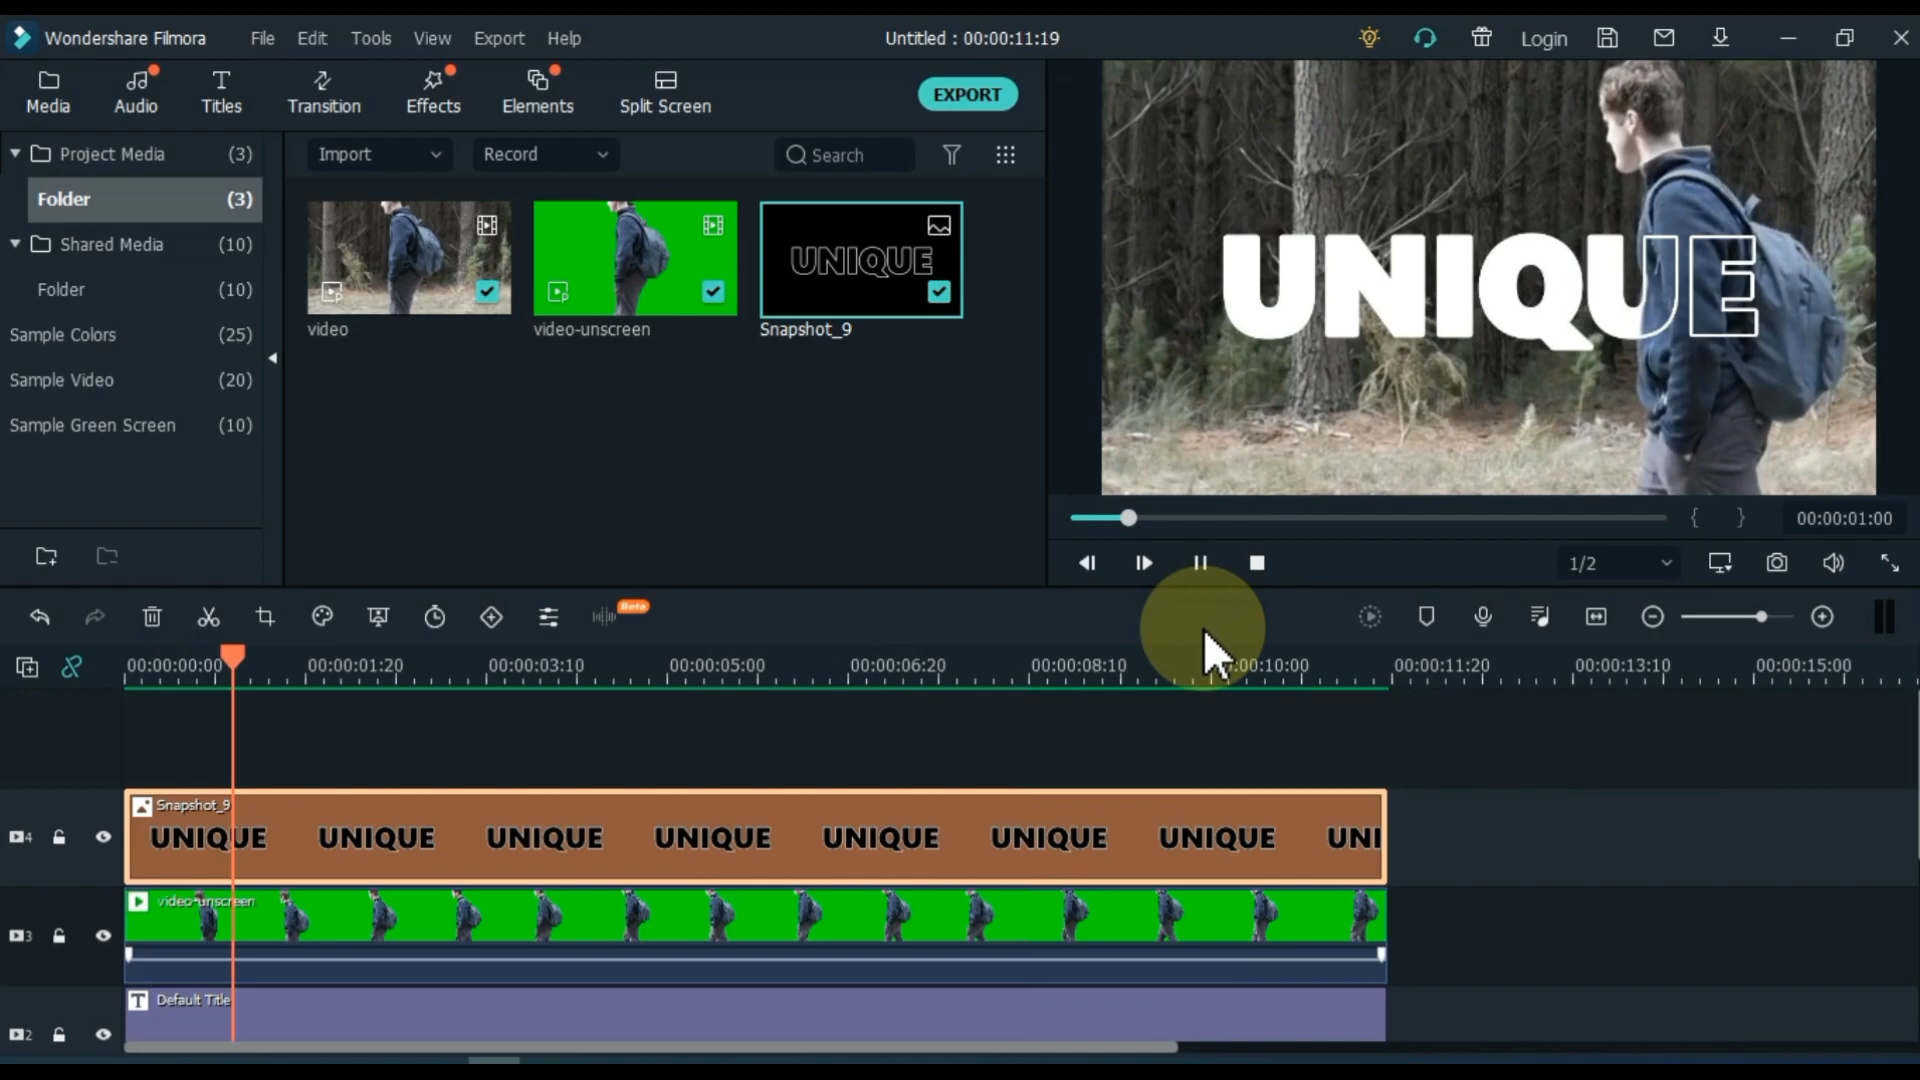 Wondershare Filmora File Edit Tools View Export Help Untitled : 00:00:11:19 Login
Media Audio Titles Transition Effects Elements Split Screen EXPORT
Project Media (3)
Folder (3)
Shared Media (10)
Folder (10)
Sample Colors (25)
Sample Video (20)
Sample Green Screen (10)
Import Record Search
UNIQUE
video video-unscreen Snapshot_9
UNIQUE
00:00:01:00
1/2
Beta
00:00:00:00 00:00:01:20 00:00:03:10 00:00:05:00 00:00:06:20 00:00:08:10 :00:10:00 00:00:11:20 00:00:13:10 00:00:15:00
4
Snapshot_9
UNIQUE UNIQUE UNIQUE UNIQUE UNIQUE UNIQUE UNIQUE UNI
3
video-unscreen
2
Default Title